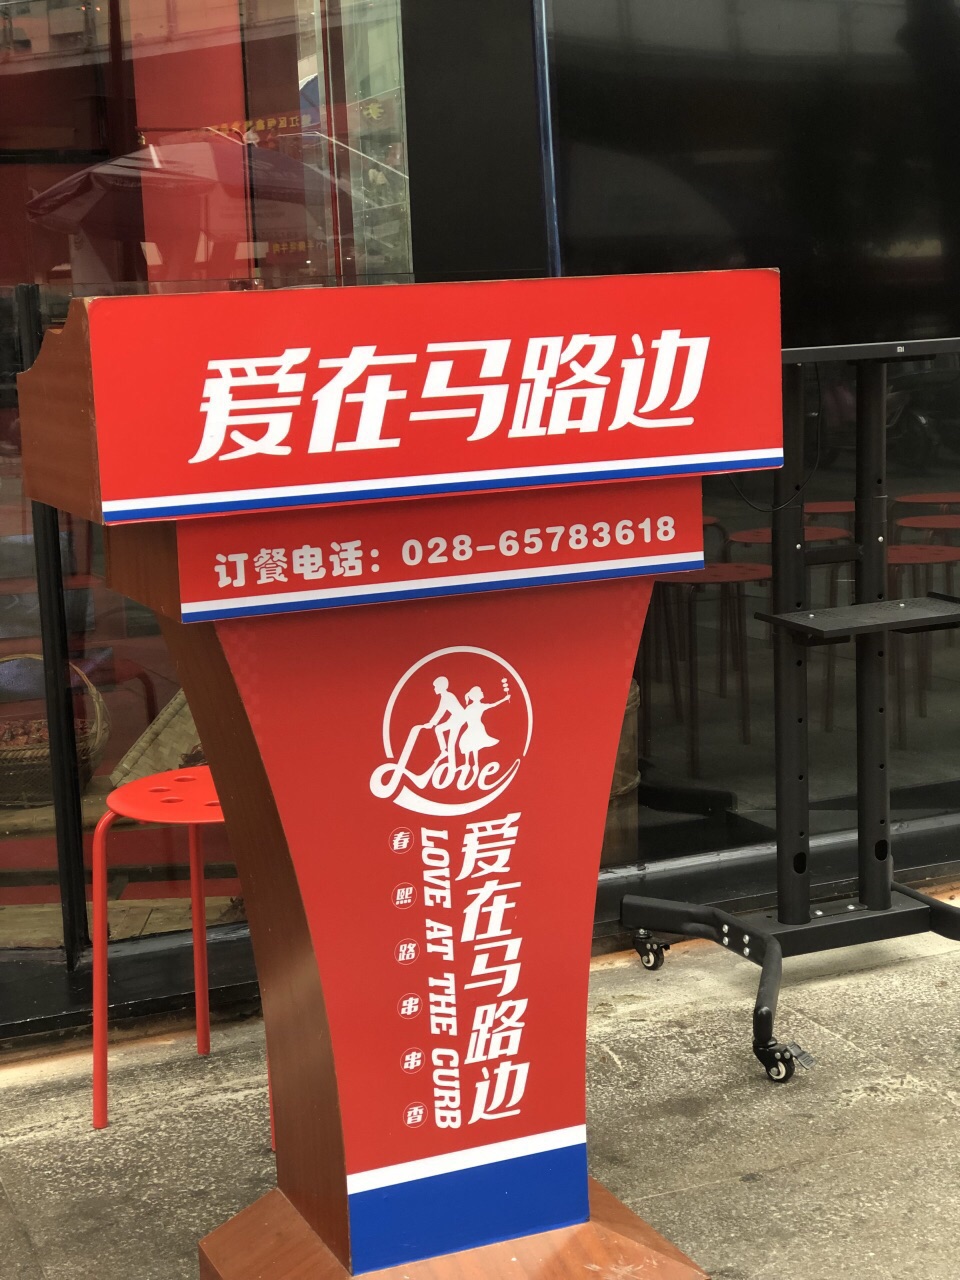 爱在马路边
订餐电话：028-65783618
Love
爱在马路边
LOVE AT THE CURB
春熙路串串香
mi